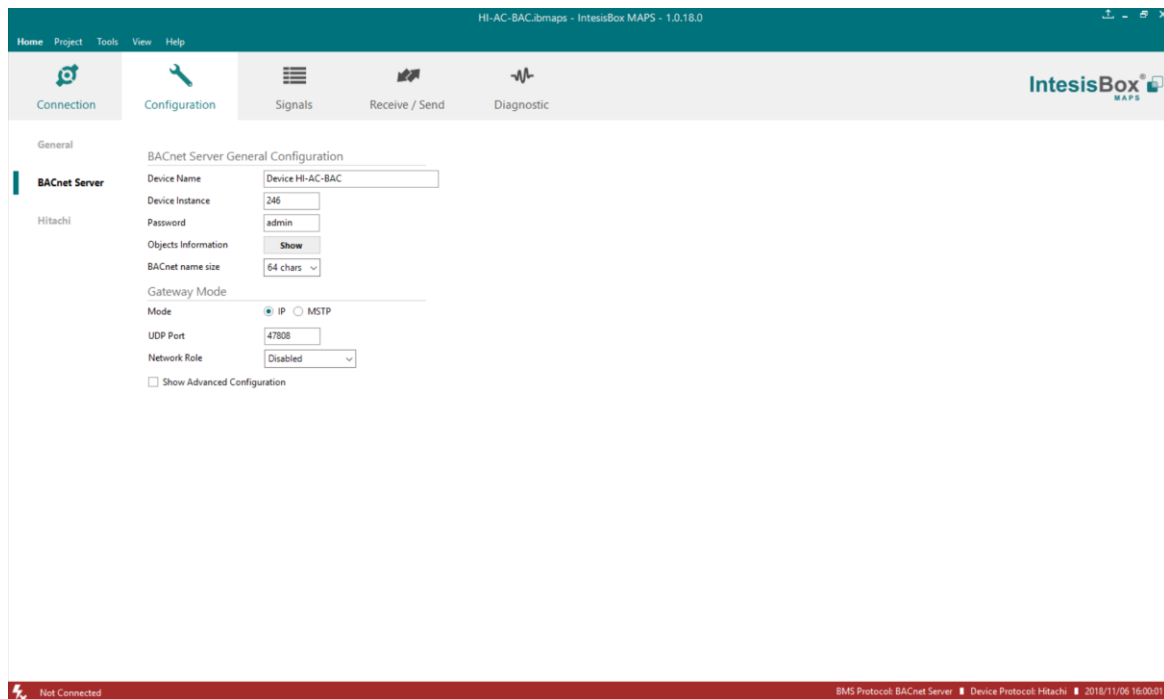 HI-AC-BAC.ibmaps - IntesisBox MAPS - 1.0.18.0
Home Project Tools View Help
Connection Configuration Signals Receive / Send Diagnostic
IntesisBox® MAPS
General
BACnet Server
Hitachi
BACnet Server General Configuration
Device Name Device HI-AC-BAC
Device Instance 246
Password admin
Objects Information Show
BACnet name size 64 chars
Gateway Mode
Mode IP MSTP
UDP Port 47808
Network Role Disabled
Show Advanced Configuration
Not Connected BMS Protocol: BACnet Server Device Protocol: Hitachi 2018/11/06 16:00:01